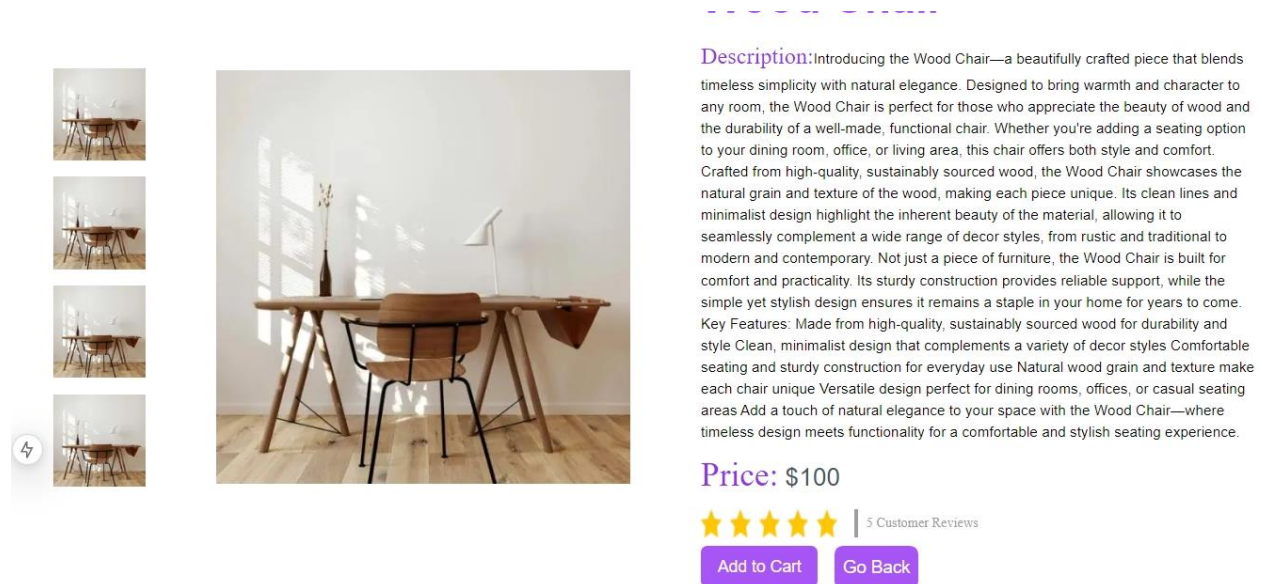 Description:Introducing the Wood Chair—a beautifully crafted piece that blends
timeless simplicity with natural elegance. Designed to bring warmth and character to
any room, the Wood Chair is perfect for those who appreciate the beauty of wood and
the durability of a well-made, functional chair. Whether you're adding a seating option
to your dining room, office, or living area, this chair offers both style and comfort.
Crafted from high-quality, sustainably sourced wood, the Wood Chair showcases the
natural grain and texture of the wood, making each piece unique. Its clean lines and
minimalist design highlight the inherent beauty of the material, allowing it to
seamlessly complement a wide range of decor styles, from rustic and traditional to
modern and contemporary. Not just a piece of furniture, the Wood Chair is built for
comfort and practicality. Its sturdy construction provides reliable support, while the
simple yet stylish design ensures it remains a staple in your home for years to come.
Key Features: Made from high-quality, sustainably sourced wood for durability and
style Clean, minimalist design that complements a variety of decor styles Comfortable
seating and sturdy construction for everyday use Natural wood grain and texture make
each chair unique Versatile design perfect for dining rooms, offices, or casual seating
areas Add a touch of natural elegance to your space with the Wood Chair—where
timeless design meets functionality for a comfortable and stylish seating experience.
Price: $100
5 Customer Reviews
Add to Cart Go Back